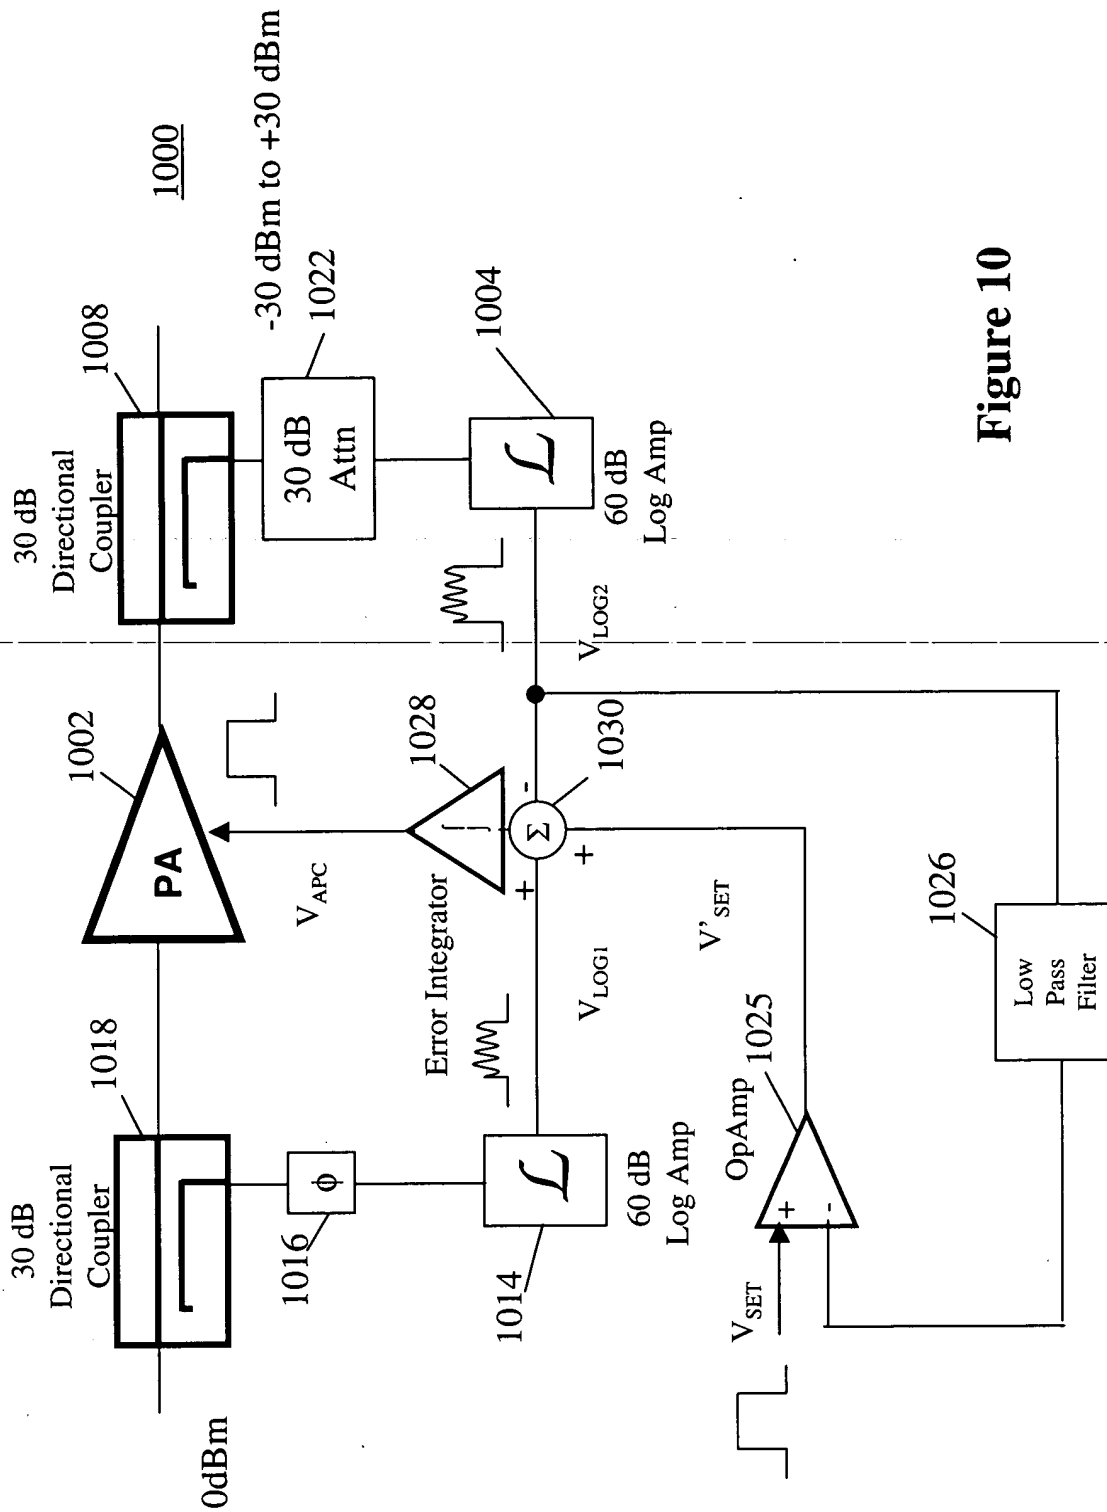 1000
30 dB
Directional
Coupler
1018
1002
PA
30 dB
Directional
Coupler
1008
0dBm
-30 dBm to +30 dBm
1016
ϕ
V_APC
30 dB
Attn
1022
Error Integrator
∫
1028
1014
ℒ
60 dB
Log Amp
V_LOG1
+
Σ
-
+
1030
V_LOG2
ℒ
1004
60 dB
Log Amp
V_SET
+
-
OpAmp
1025
V'_SET
1026
Low
Pass
Filter
Figure 10